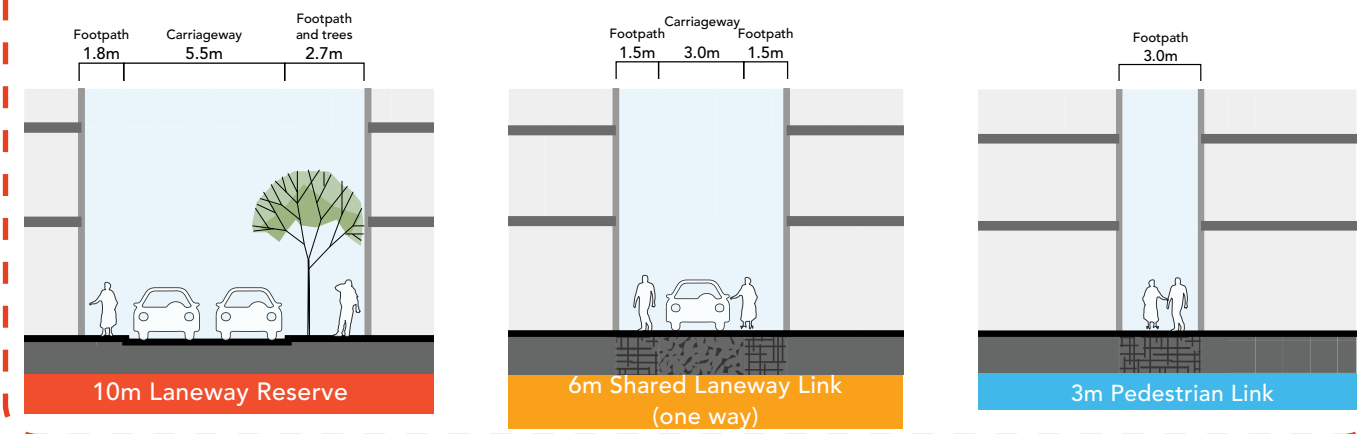 Footpath
1.8m
Carriageway
5.5m
Footpath
and trees
2.7m
10m Laneway Reserve
Carriageway
Footpath
1.5m
3.0m
Footpath
1.5m
6m Shared Laneway Link
(one way)
Footpath
3.0m
3m Pedestrian Link